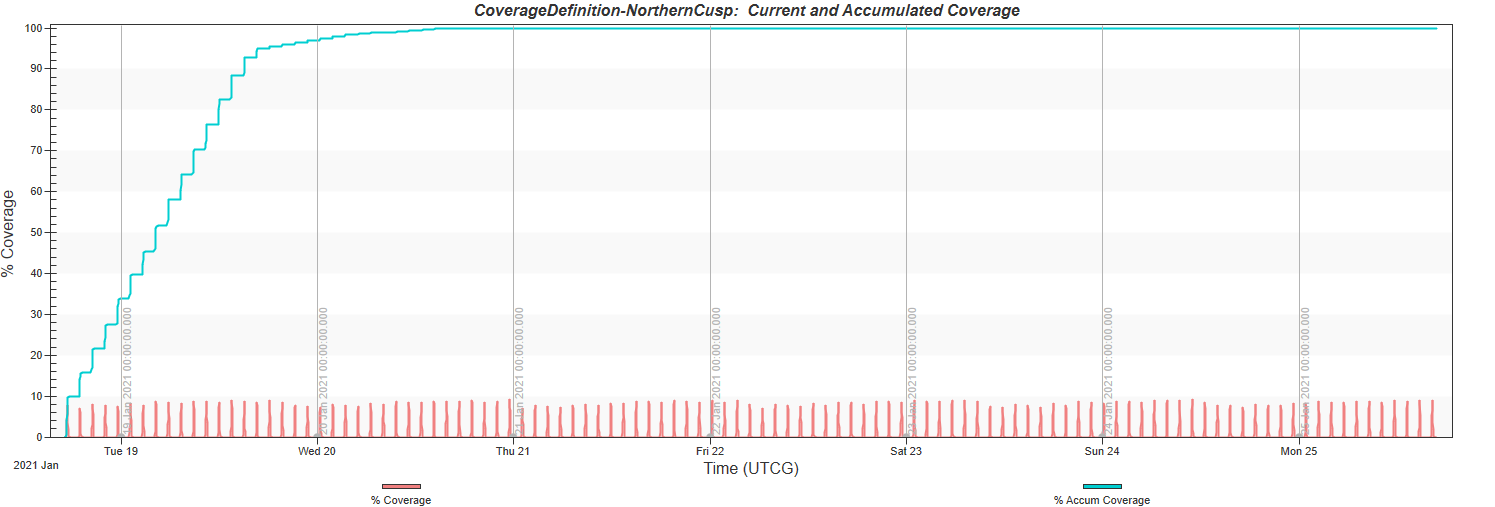 CoverageDefinition-NorthernCusp:  Current and Accumulated Coverage
% Coverage
100
90
80
70
60
50
40
30
20
10
0
19 Jan 2021 00:00:00.000
20 Jan 2021 00:00:00.000
21 Jan 2021 00:00:00.000
22 Jan 2021 00:00:00.000
23 Jan 2021 00:00:00.000
24 Jan 2021 00:00:00.000
25 Jan 2021 00:00:00.000
Tue 19
Wed 20
Thu 21
Fri 22
Sat 23
Sun 24
Mon 25
2021 Jan
Time (UTCG)
% Coverage
% Accum Coverage